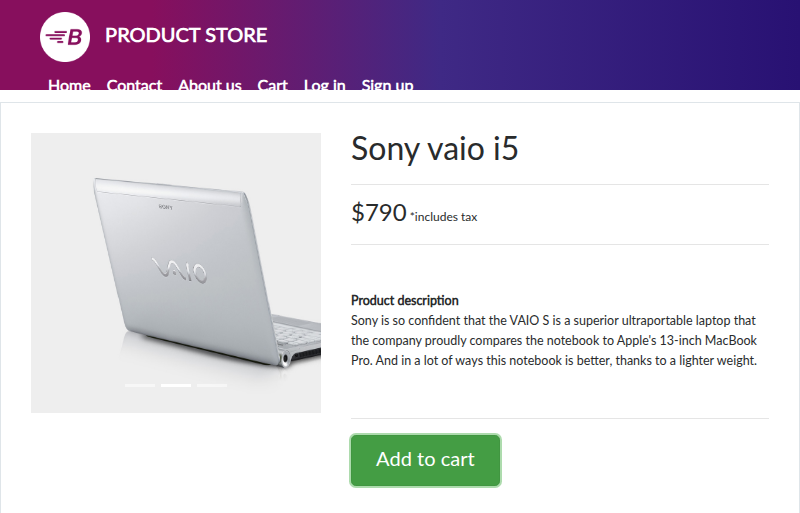 B PRODUCT STORE
Home Contact About us Cart Log in Sign up
SONY
VAIO
Sony vaio i5
$790 *includes tax
Product description
Sony is so confident that the VAIO S is a superior ultraportable laptop that
the company proudly compares the notebook to Apple's 13-inch MacBook
Pro. And in a lot of ways this notebook is better, thanks to a lighter weight.
Add to cart